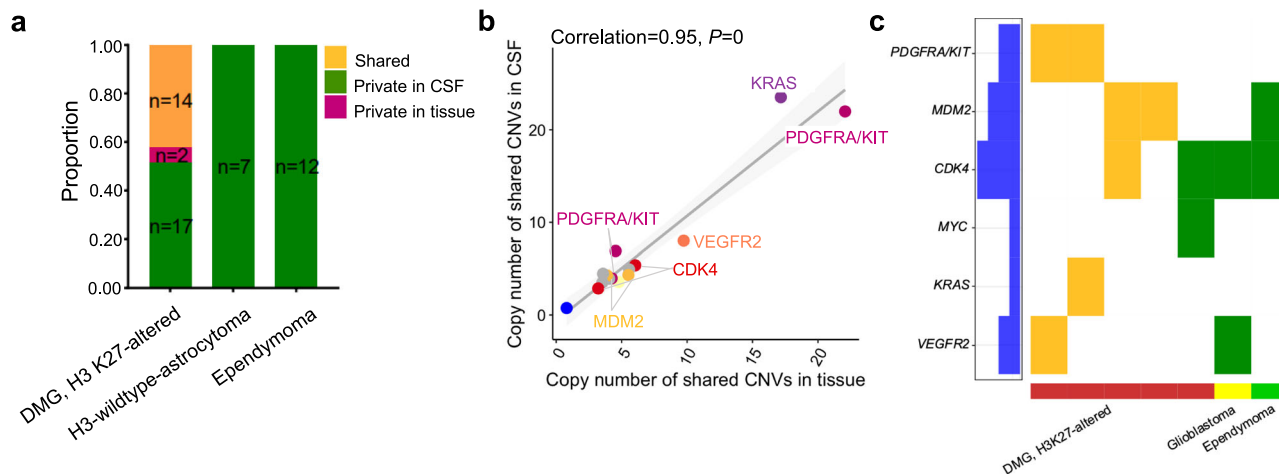 a
1.00
0.80
0.60
0.40
0.20
0.00
Proportion
n=14
n=2
n=17
n=7
n=12
DMG, H3 K27-altered
H3-wildtype-astrocytoma
Ependymoma
Shared
Private in CSF
Private in tissue
b
Correlation=0.95, P=0
Copy number of shared CNVs in CSF
20
10
0
KRAS
PDGFRA/KIT
PDGFRA/KIT
VEGFR2
CDK4
MDM2
0
5
10
15
20
Copy number of shared CNVs in tissue
c
PDGFRA/KIT
MDM2
CDK4
MYC
KRAS
VEGFR2
DMG, H3K27-altered
Glioblastoma
Ependymoma